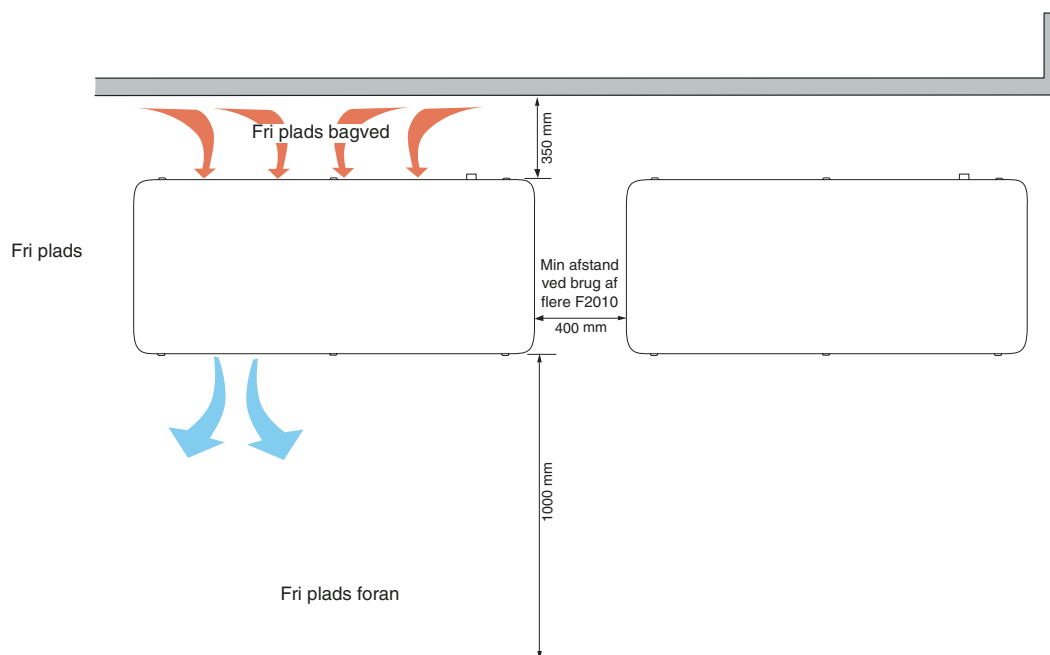 Fri plads bagved
350 mm
Fri plads
Min afstand
ved brug af
flere F2010
400 mm
1000 mm
Fri plads foran